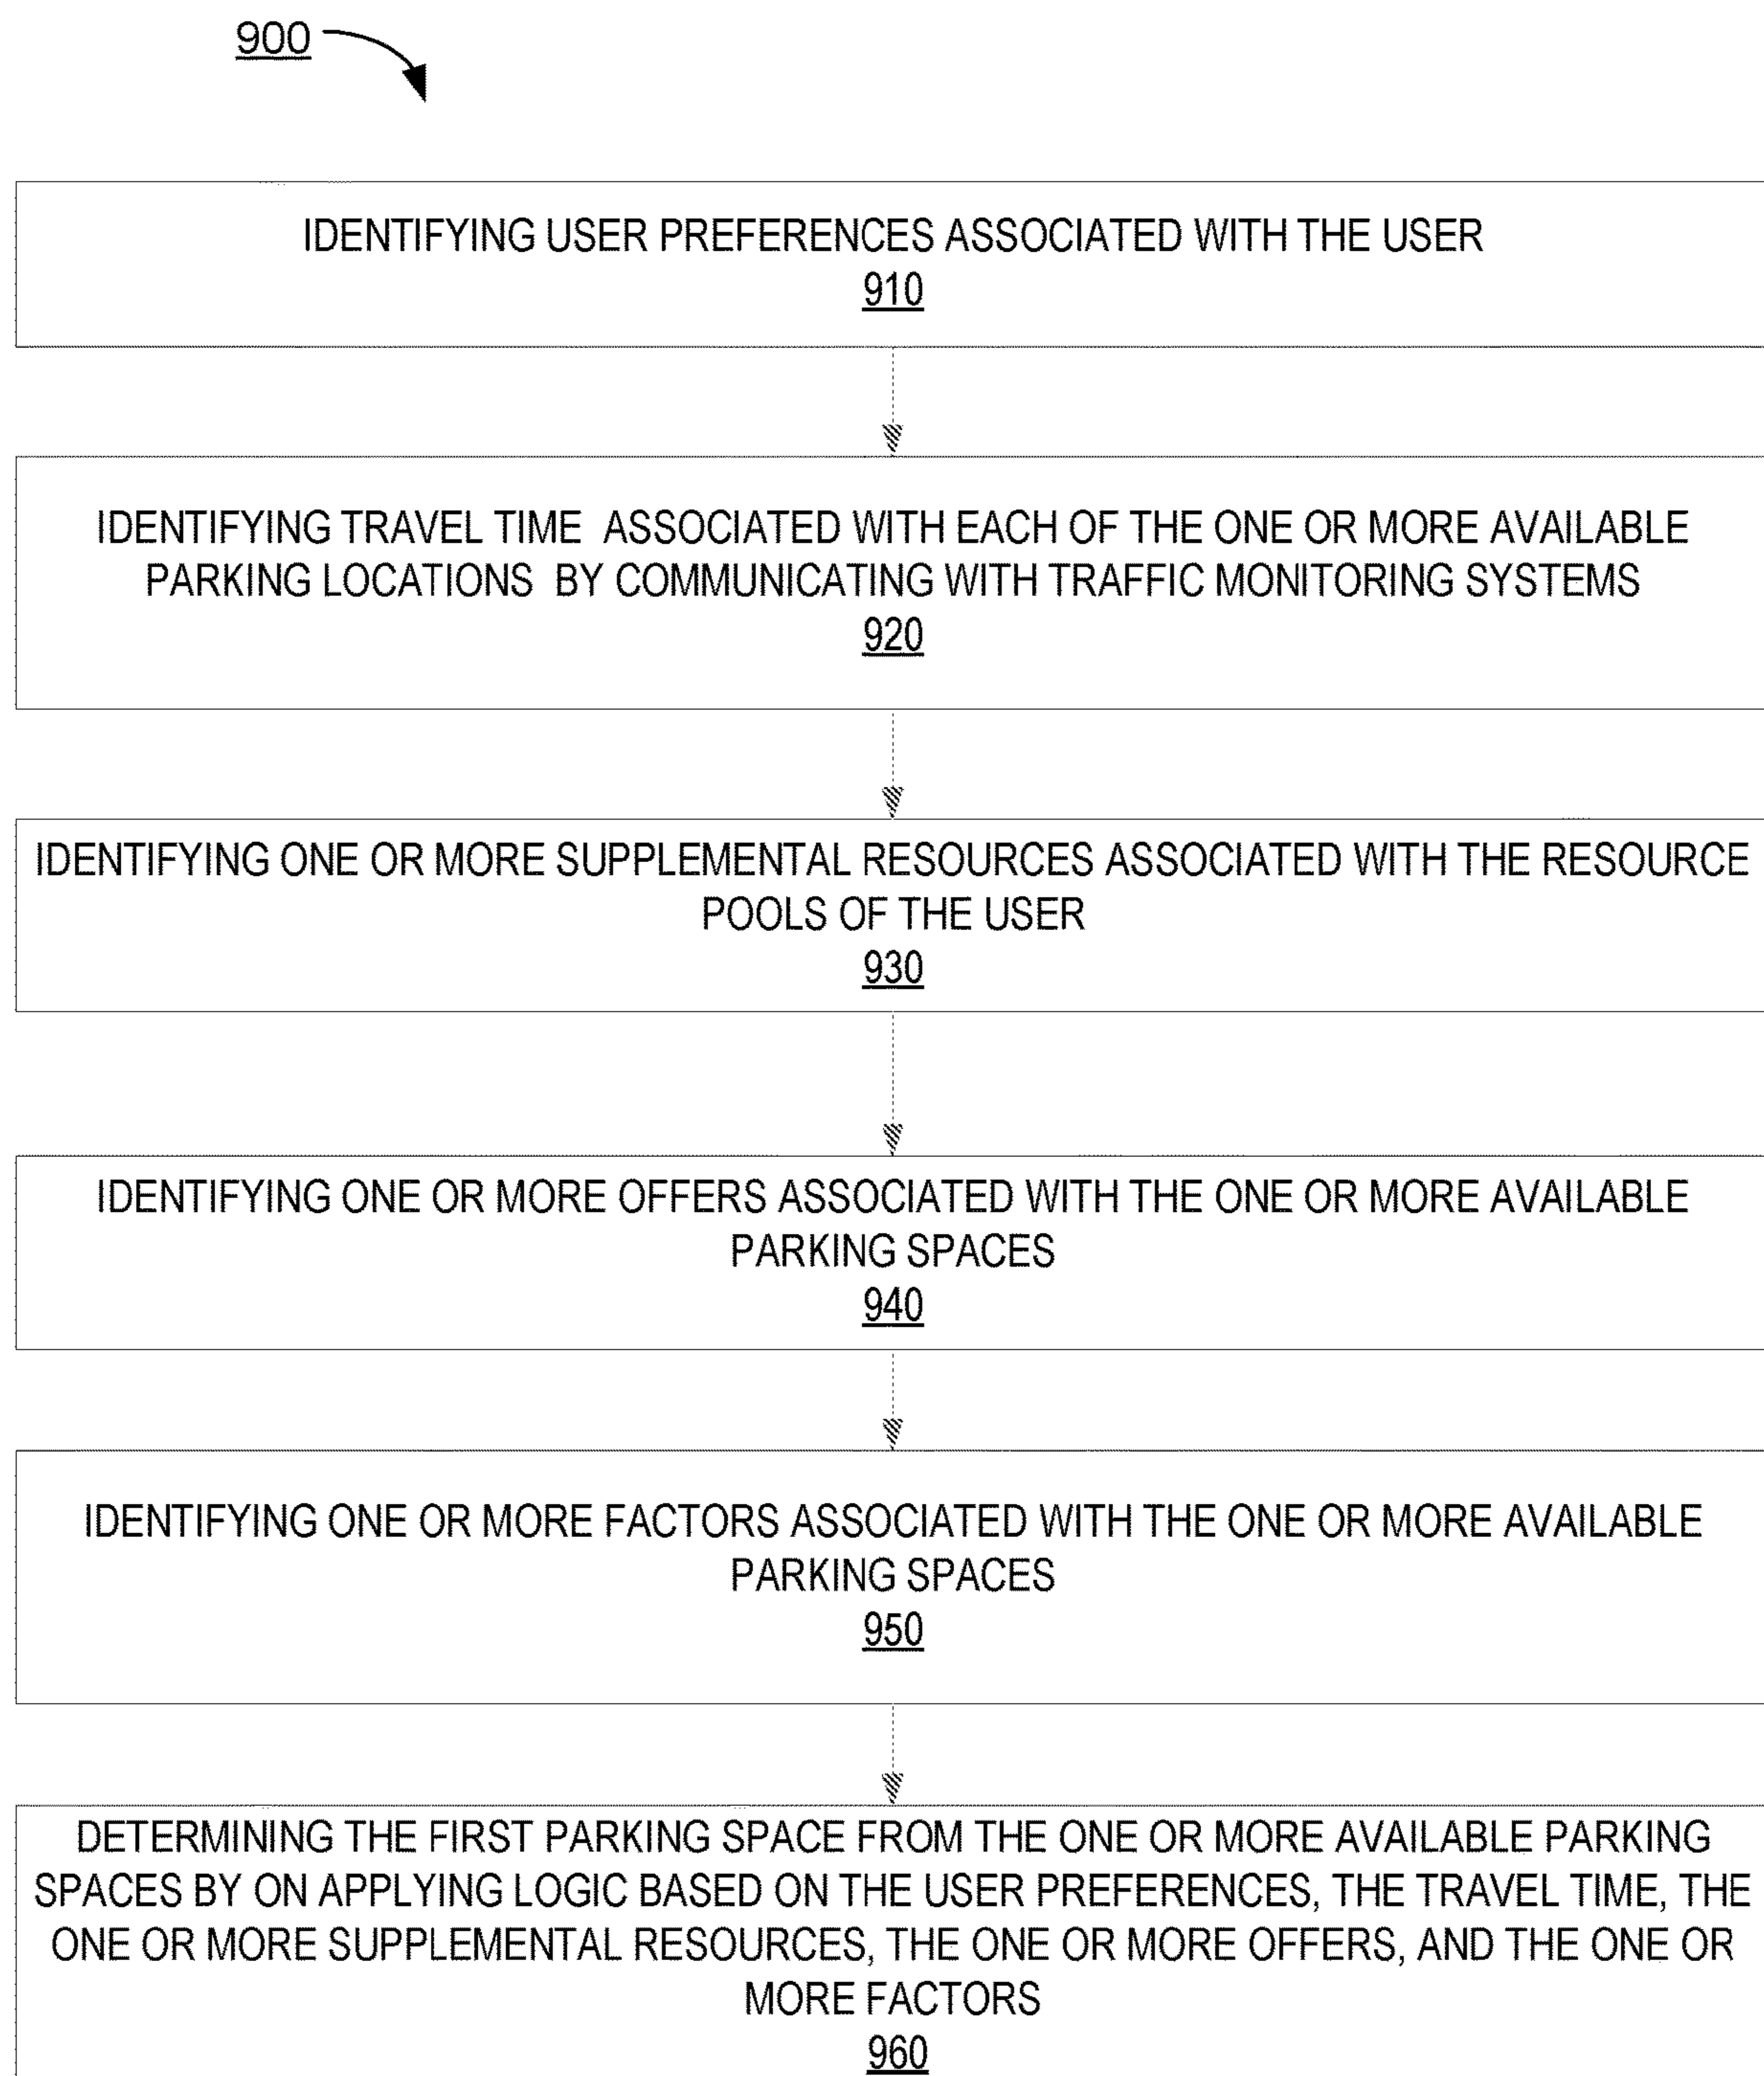 900
IDENTIFYING USER PREFERENCES ASSOCIATED WITH THE USER
910
IDENTIFYING TRAVEL TIME ASSOCIATED WITH EACH OF THE ONE OR MORE AVAILABLE
PARKING LOCATIONS BY COMMUNICATING WITH TRAFFIC MONITORING SYSTEMS
920
IDENTIFYING ONE OR MORE SUPPLEMENTAL RESOURCES ASSOCIATED WITH THE RESOURCE
POOLS OF THE USER
930
IDENTIFYING ONE OR MORE OFFERS ASSOCIATED WITH THE ONE OR MORE AVAILABLE
PARKING SPACES
940
IDENTIFYING ONE OR MORE FACTORS ASSOCIATED WITH THE ONE OR MORE AVAILABLE
PARKING SPACES
950
DETERMINING THE FIRST PARKING SPACE FROM THE ONE OR MORE AVAILABLE PARKING
SPACES BY ON APPLYING LOGIC BASED ON THE USER PREFERENCES, THE TRAVEL TIME, THE
ONE OR MORE SUPPLEMENTAL RESOURCES, THE ONE OR MORE OFFERS, AND THE ONE OR
MORE FACTORS
960